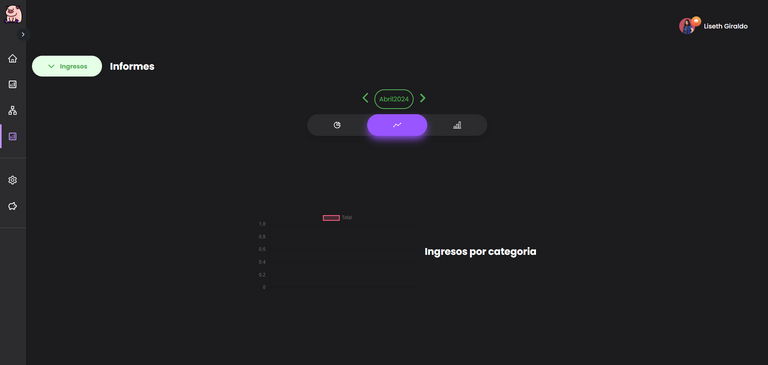 Liseth Giraldo
Ingresos
Informes
Abril2024
Total
1.0
0.8
0.6
0.4
0.2
0
Ingresos por categoria